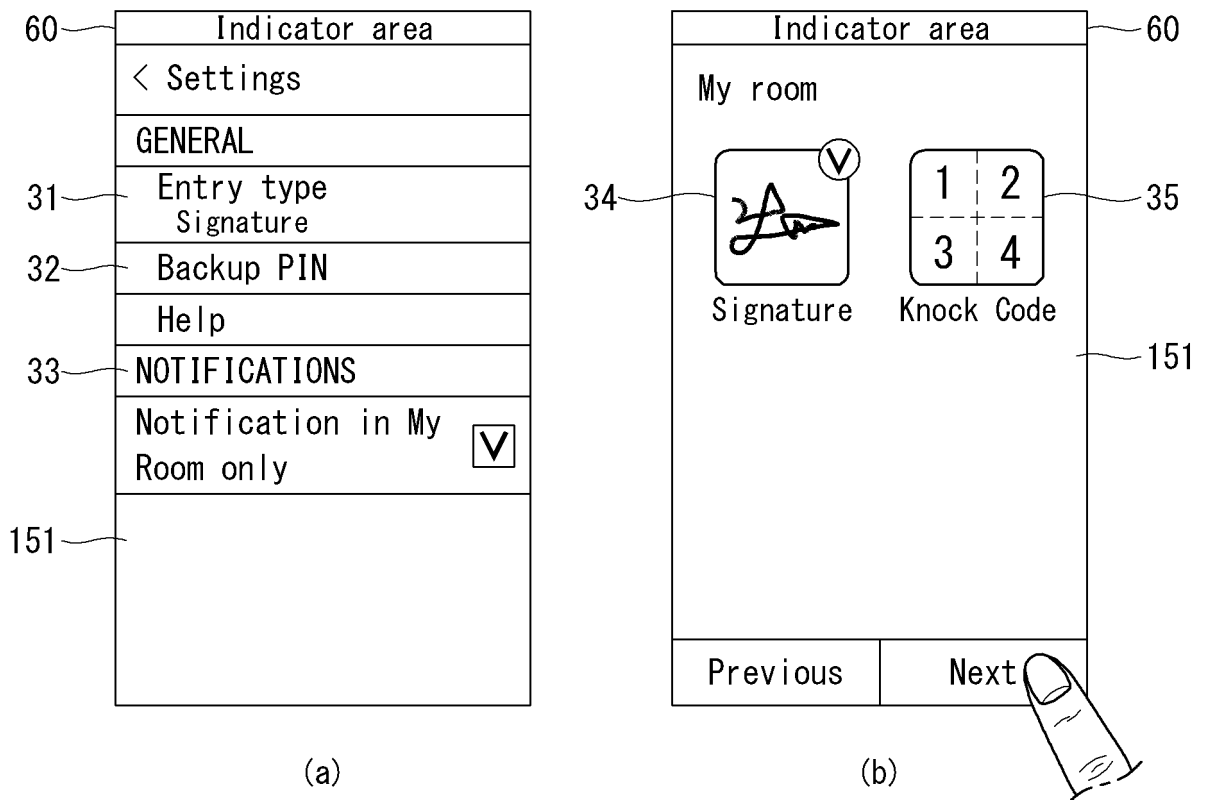 60
Indicator area
< Settings
GENERAL
31
Entry type
Signature
32
Backup PIN
Help
33
NOTIFICATIONS
Notification in My
Room only
V
151
(a)
Indicator area
60
My room
V
34
1 2
3 4
35
Signature
Knock Code
151
Previous
Next
(b)